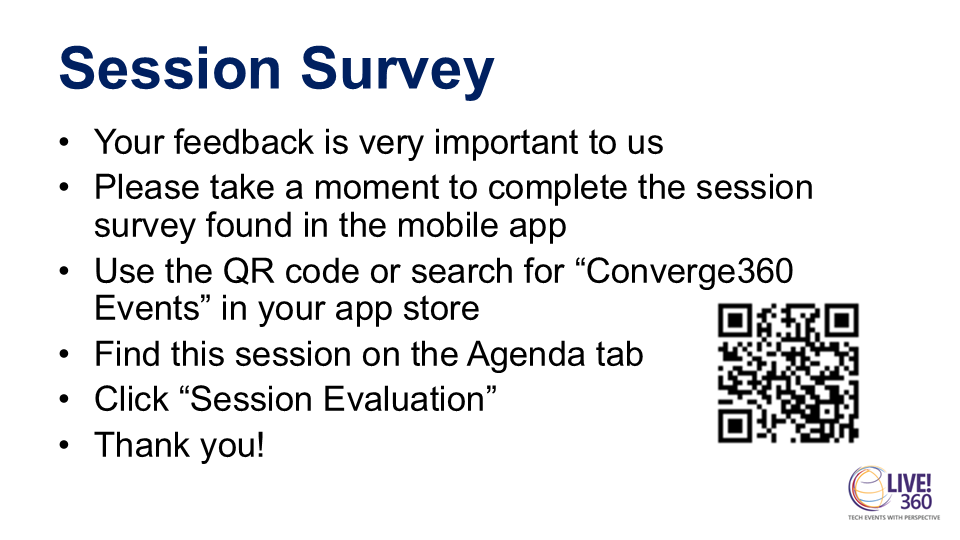 Session Survey
• Your feedback is very important to us
• Please take a moment to complete the session
survey found in the mobile app
• Use the QR code or search for “Converge360
Events” in your app store
• Find this session on the Agenda tab
• Click “Session Evaluation”
• Thank you!
LIVE!
360
TECH EVENTS WITH PERSPECTIVE